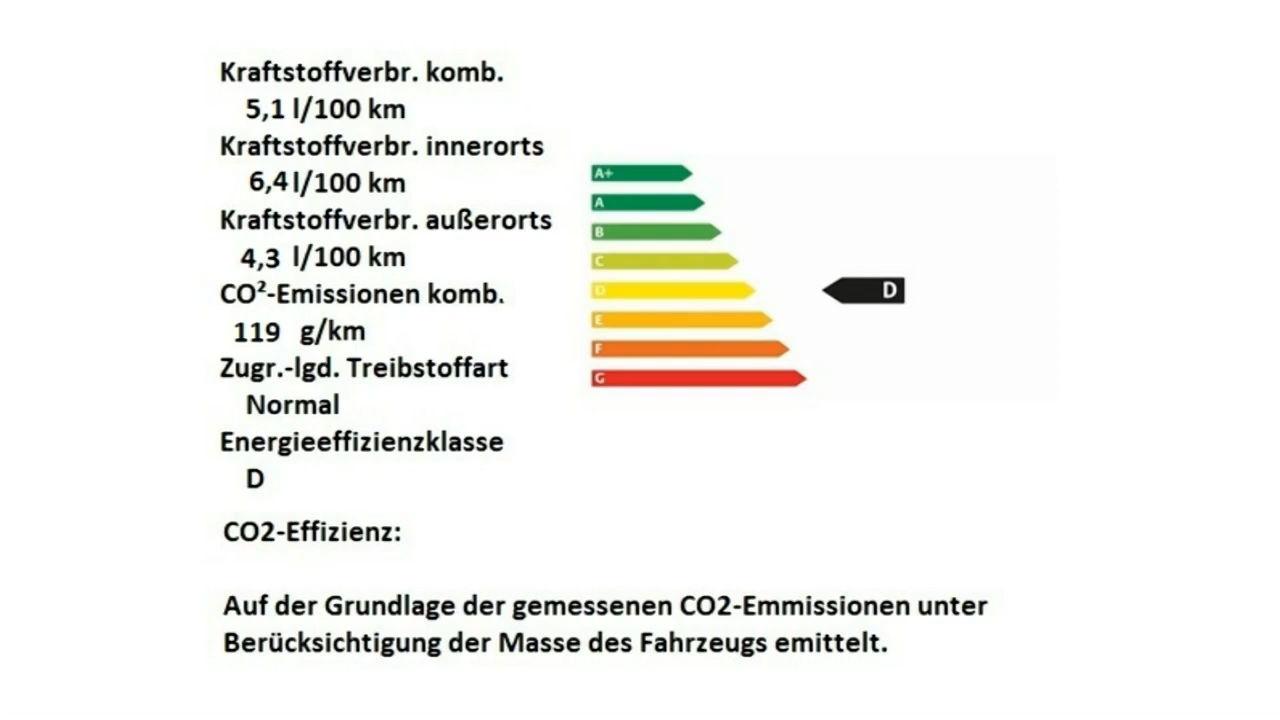 Kraftstoffverbr. komb.
5,1 l/100 km
Kraftstoffverbr. innerorts
6,4 l/100 km
Kraftstoffverbr. außerorts
4,3 l/100 km
CO²-Emissionen komb.
119 g/km
Zugr.-lgd. Treibstoffart
Normal
Energieeffizienzklasse
D
A+
A
B
C
D
E
F
G
D
CO2-Effizienz:
Auf der Grundlage der gemessenen CO2-Emmissionen unter
Berücksichtigung der Masse des Fahrzeugs emittelt.